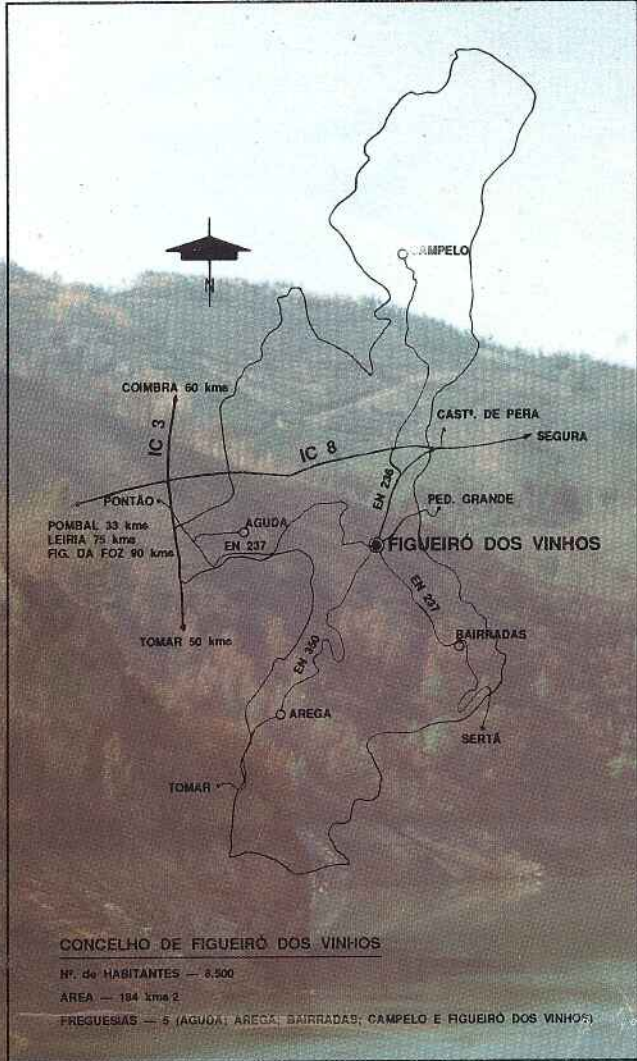 CAMPELO
N
COIMBRA 60 kms
IC 3
CASTª. DE PERA
SEGURA
IC 8
EN 236
PED. GRANDE
PONTÃO
POMBAL 33 kms
LEIRIA 75 kms
FIG. DA FOZ 90 kms
AGUDA
EN 237
FIGUEIRÓ DOS VINHOS
EN 237
TOMAR 50 kms
BAIRRADAS
EN 350
AREGA
SERTÃ
TOMAR
CONCELHO DE FIGUEIRÓ DOS VINHOS
Nº. de HABITANTES — 8.500
AREA — 184 kms 2
FREGUESIAS — 5 (AGUDA; AREGA; BAIRRADAS; CAMPELO E FIGUEIRÓ DOS VINHOS)